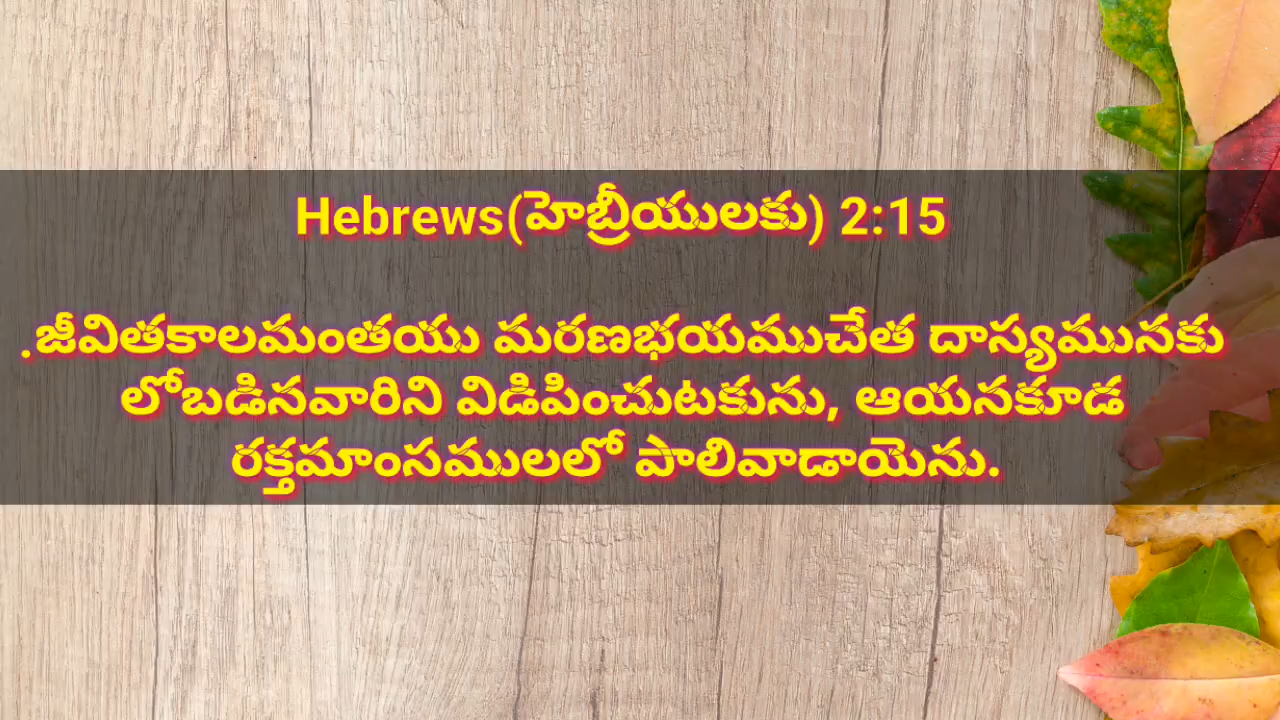 Hebrews(హెబ్రీయులకు) 2:15
.జీవితకాలమంతయు మరణభయముచేత దాస్యమునకు
లోబడినవారిని విడిపించుటకును, ఆయనకూడ
రక్తమాంసములలో పాలివాడాయెను.